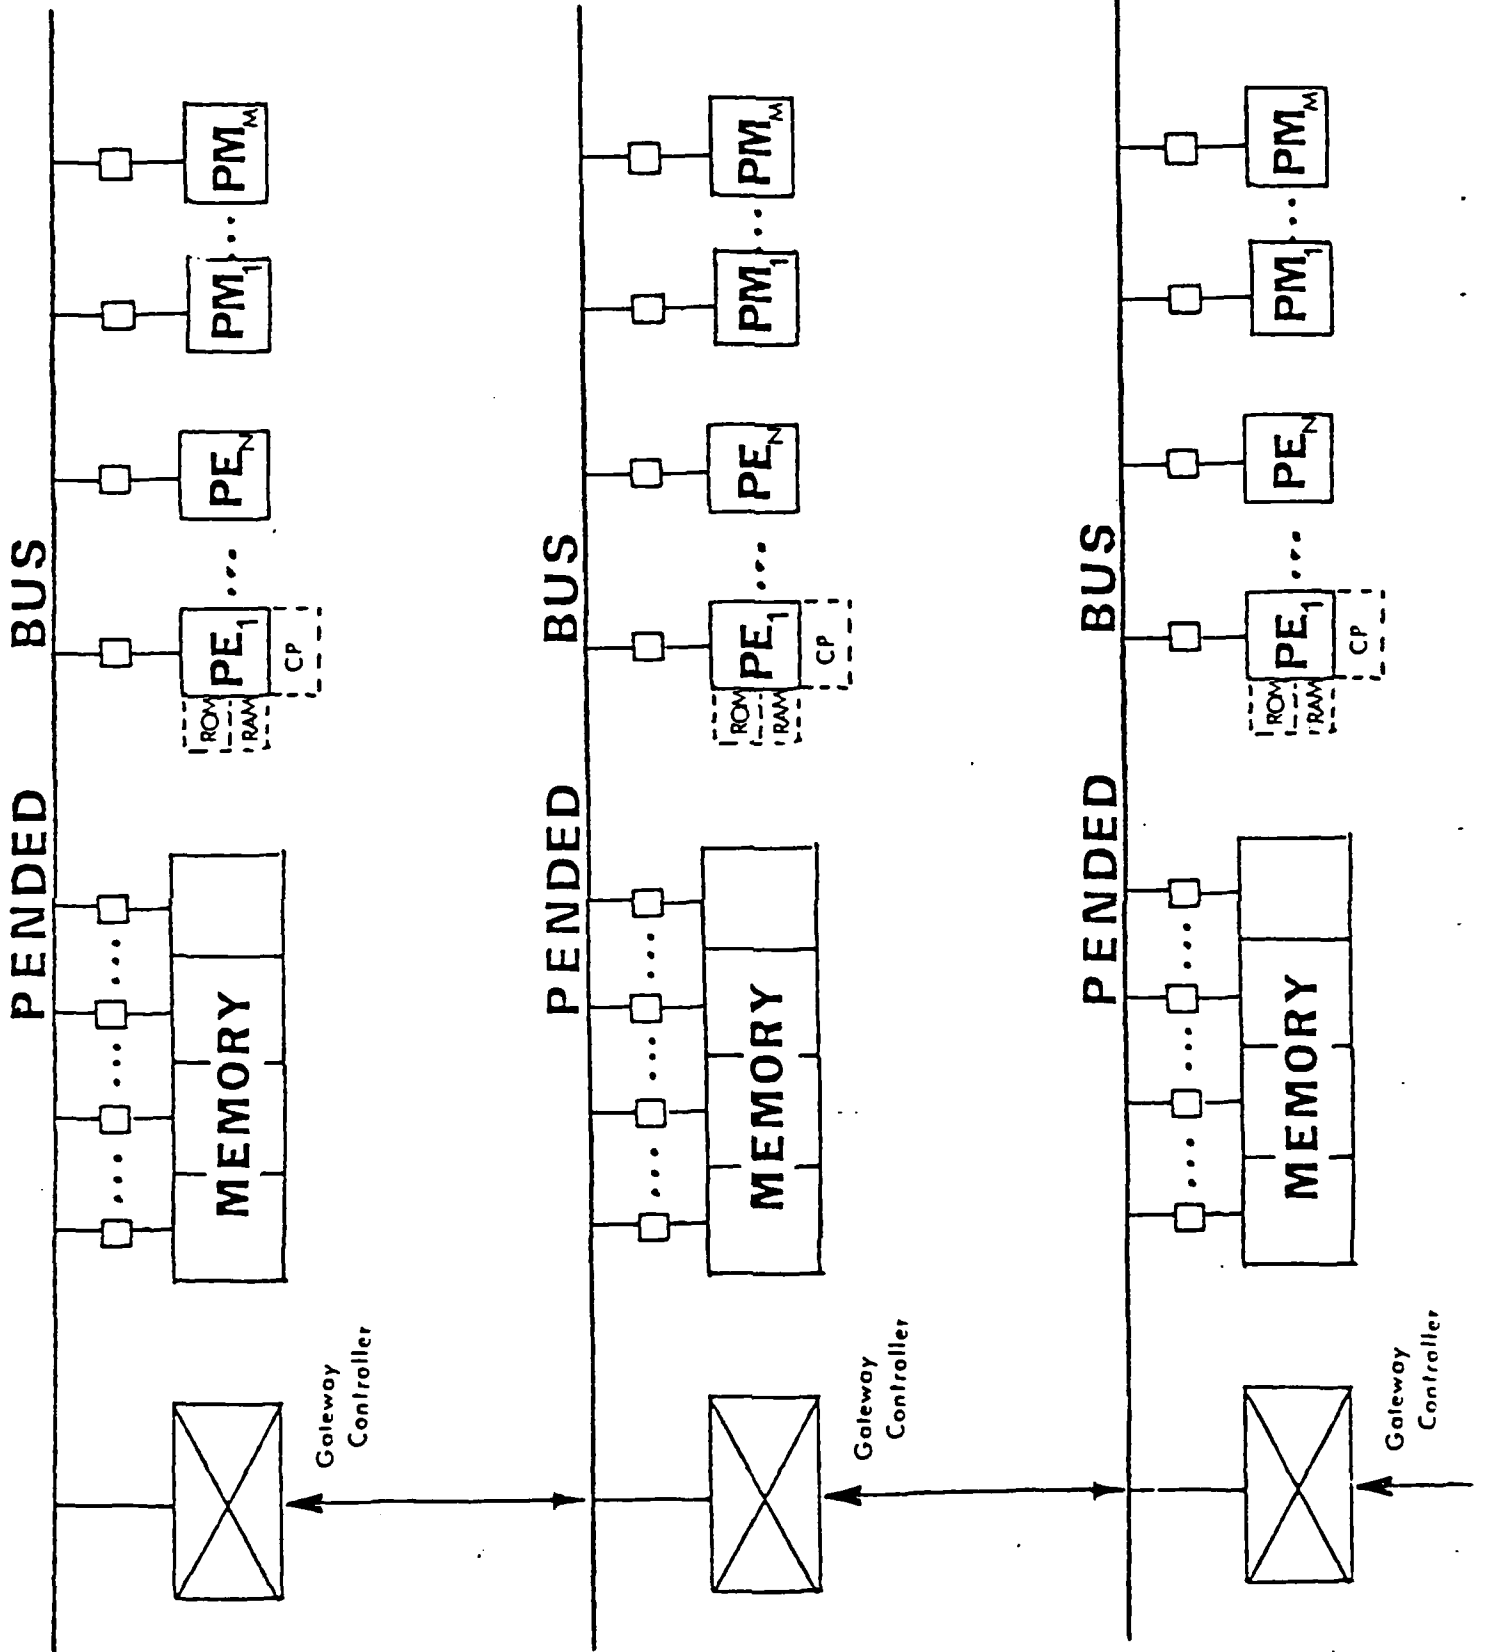 PENDED BUS
MEMORY
ROM
RAM
PE1 ... PEN
PM1 ... PMM
CP
Gateway
Controller
PENDED BUS
MEMORY
ROM
RAM
PE1 ... PEN
PM1 ... PMM
CP
Gateway
Controller
PENDED BUS
MEMORY
ROM
RAM
PE1 ... PEN
PM1 ... PMM
CP
Gateway
Controller